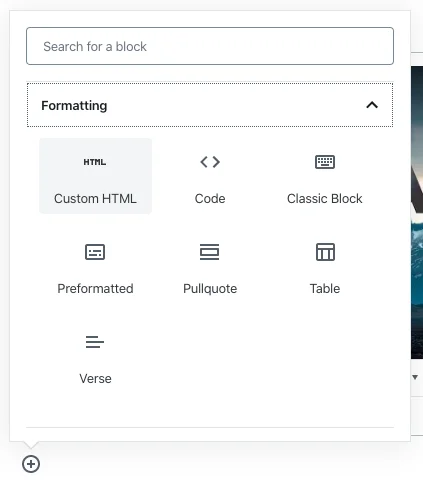 Search for a block
Formatting
HTML
Custom HTML
Code
Classic Block
Preformatted
Pullquote
Table
Verse